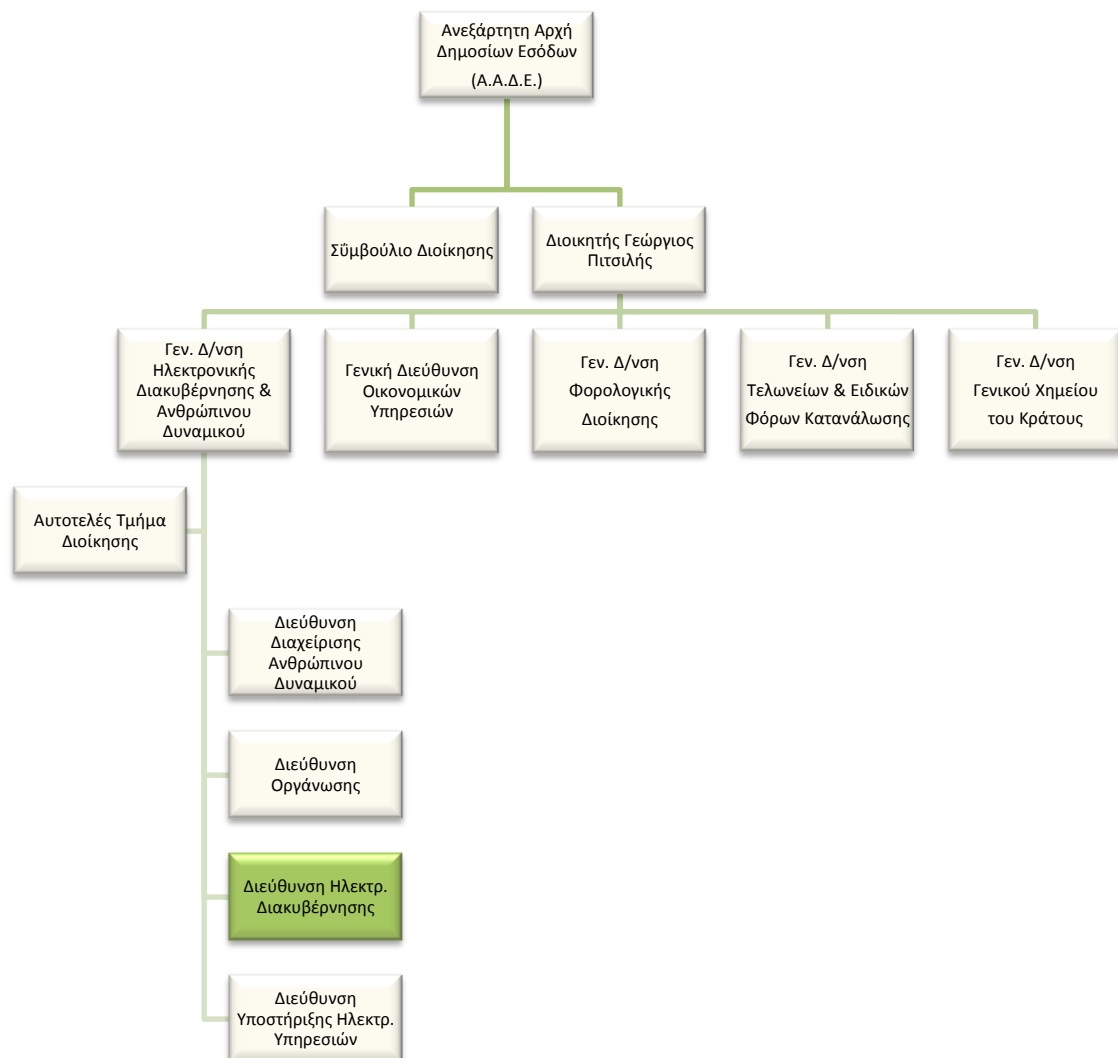 Ανεξάρτητη Αρχή
Δημοσίων Εσόδων
(Α.Α.Δ.Ε.)
Σΰμβούλιο Διοίκησης
Διοικητής Γεώργιος
Πιτσιλής
Γεν. Δ/νση
Ηλεκτρονικής
Διακυβέρνησης &
Ανθρώπινου
Δυναμικού
Γενική Διεύθυνση
Οικονομικών
Υπηρεσιών
Γεν. Δ/νση
Φορολογικής
Διοίκησης
Γεν. Δ/νση
Τελωνείων & Ειδικών
Φόρων Κατανάλωσης
Γεν. Δ/νση
Γενικού Χημείου
του Κράτους
Αυτοτελές Τμήμα
Διοίκησης
Διεύθυνση
Διαχείρισης
Ανθρώπινου
Δυναμικού
Διεύθυνση
Οργάνωσης
Διεύθυνση Ηλεκτρ.
Διακυβέρνησης
Διεύθυνση
Υποστήριξης Ηλεκτρ.
Υπηρεσιών